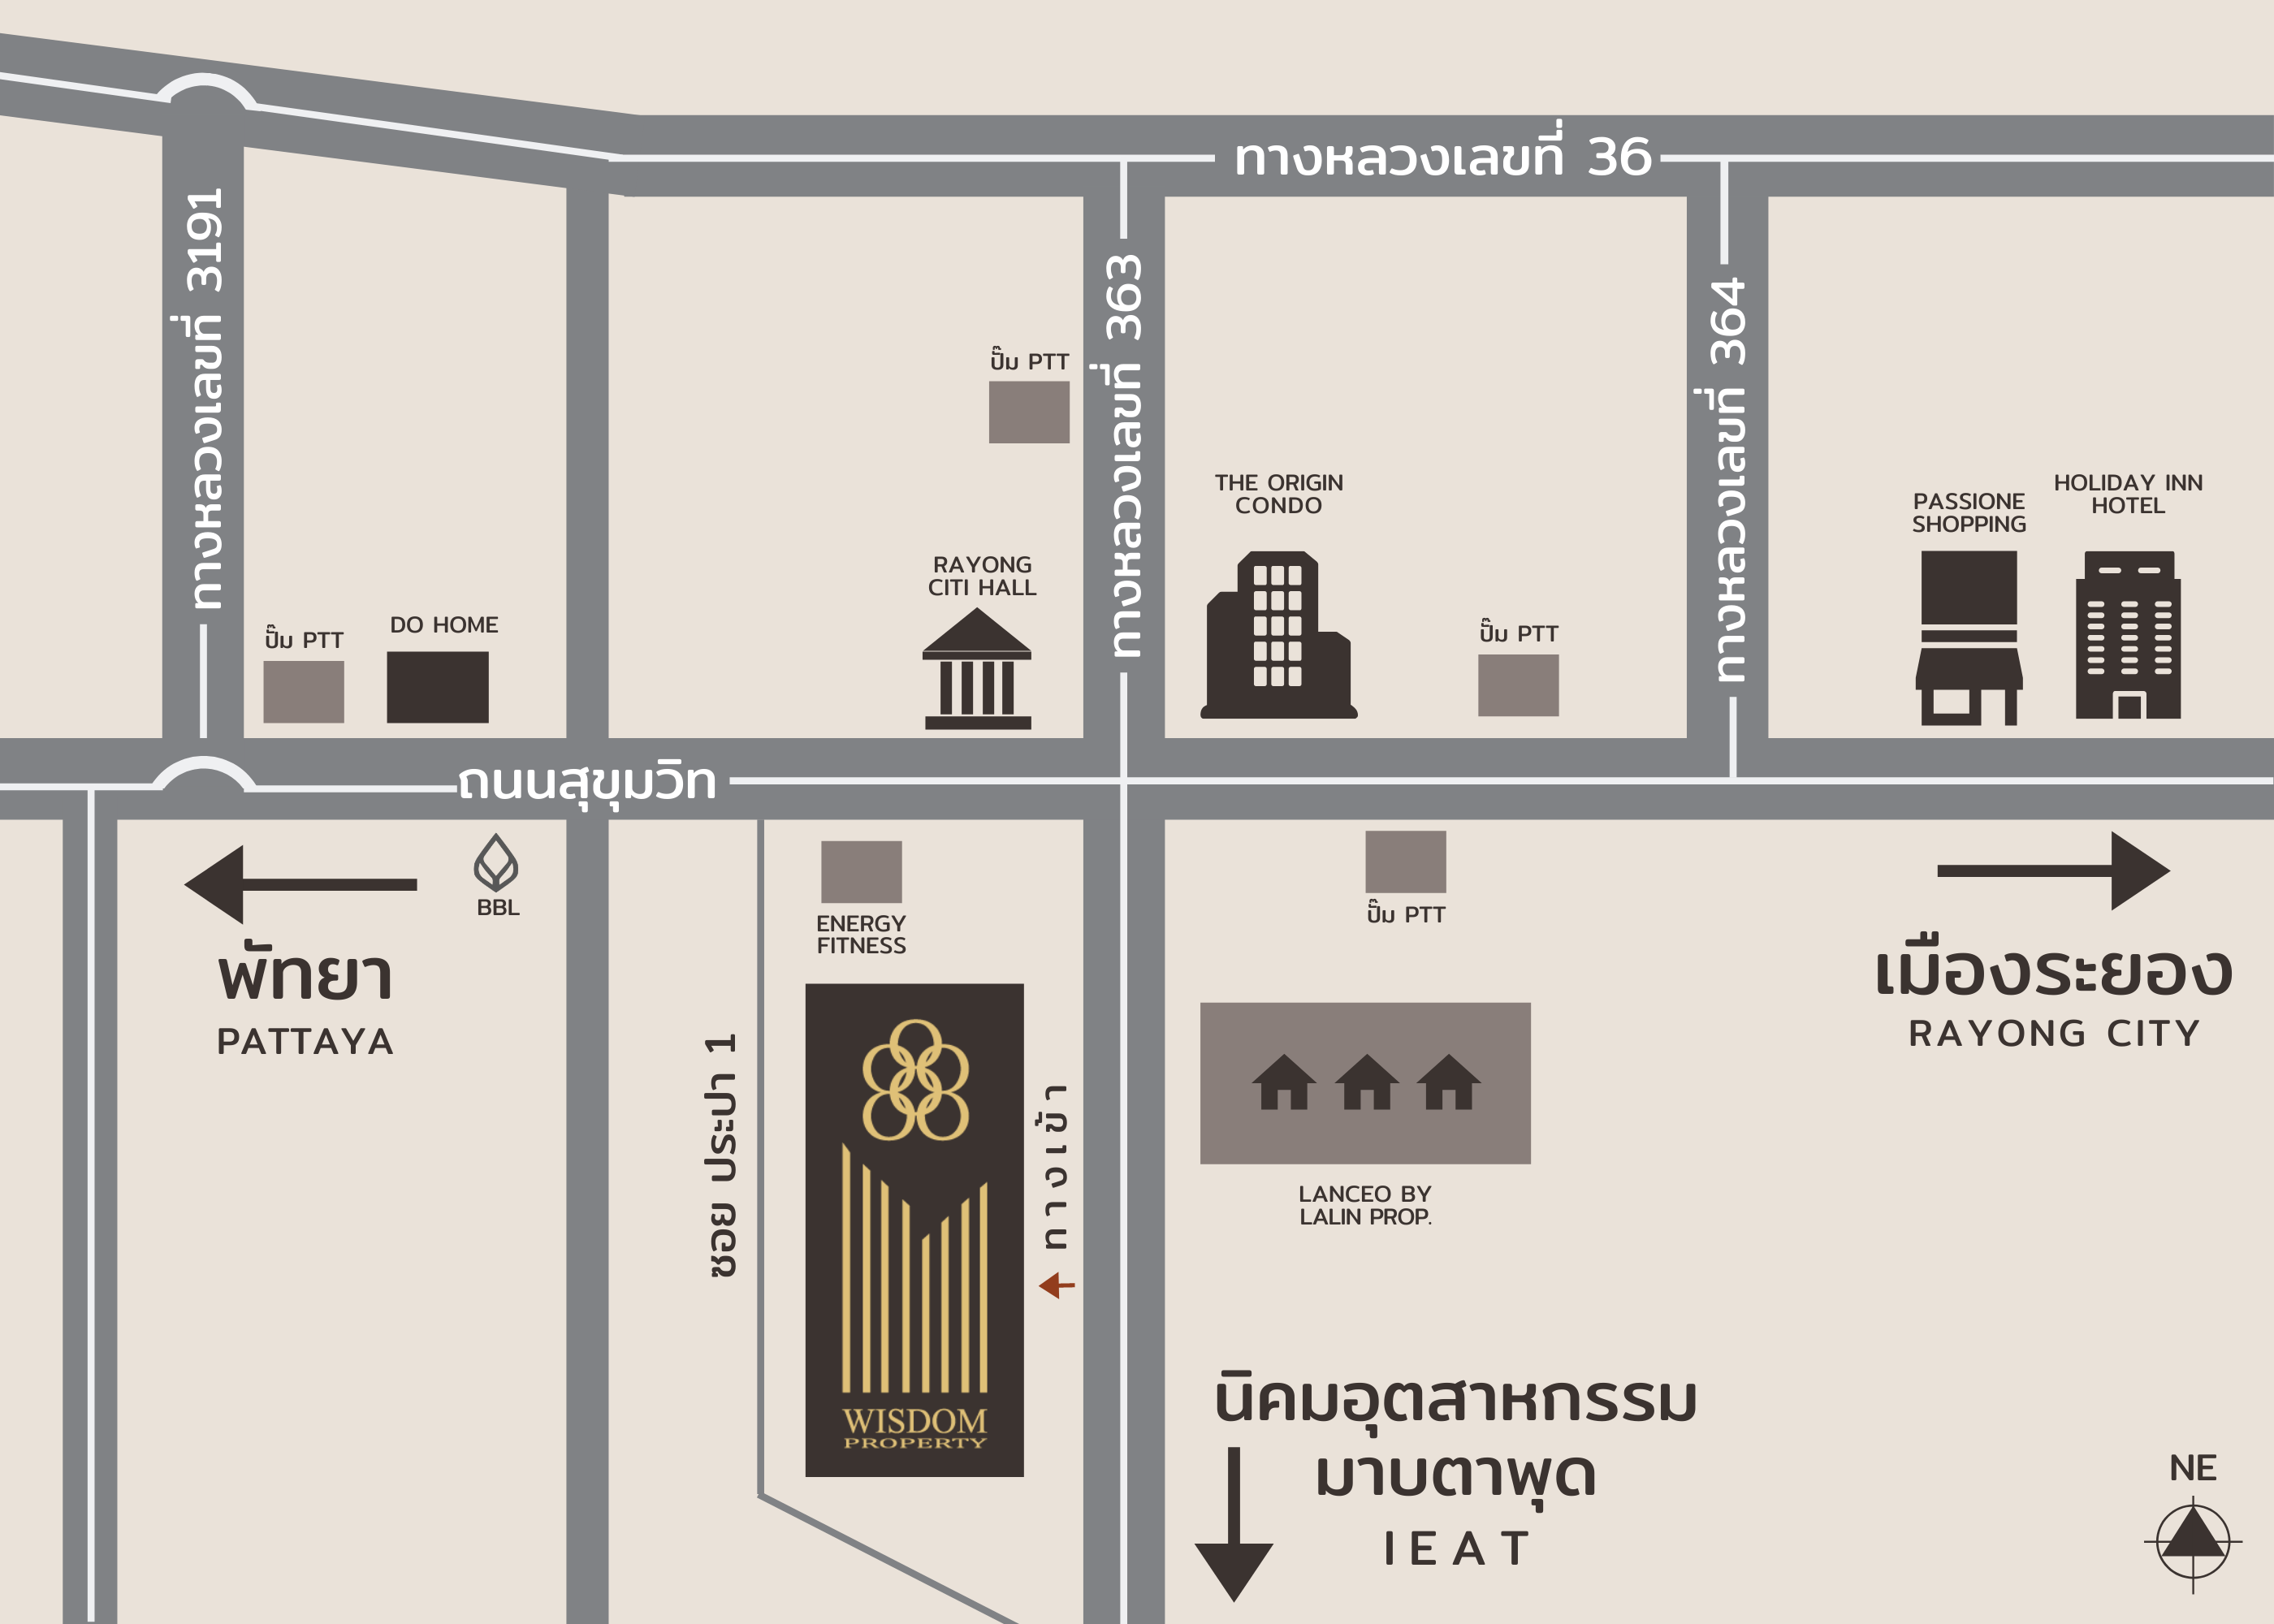 ทางหลวงเลขที่ 36
ทางหลวงเลขที่ 3191
ทางหลวงเลขที่ 363
ทางหลวงเลขที่ 364
ปั๊ม PTT
THE ORIGIN
CONDO
PASSIONE
SHOPPING
HOLIDAY INN
HOTEL
RAYONG
CITI HALL
ปั๊ม PTT
DO HOME
ปั๊ม PTT
ถนนสุขุมวิท
BBL
ENERGY
FITNESS
ปั๊ม PTT
พัทยา
PATTAYA
เมืองระยอง
RAYONG CITY
ซอย ประปา 1
ทางเข้า
LANCEO BY
LALIN PROP.
WISDOM
PROPERTY
นิคมอุตสาหกรรม
มาบตาพุด
IEAT
NE